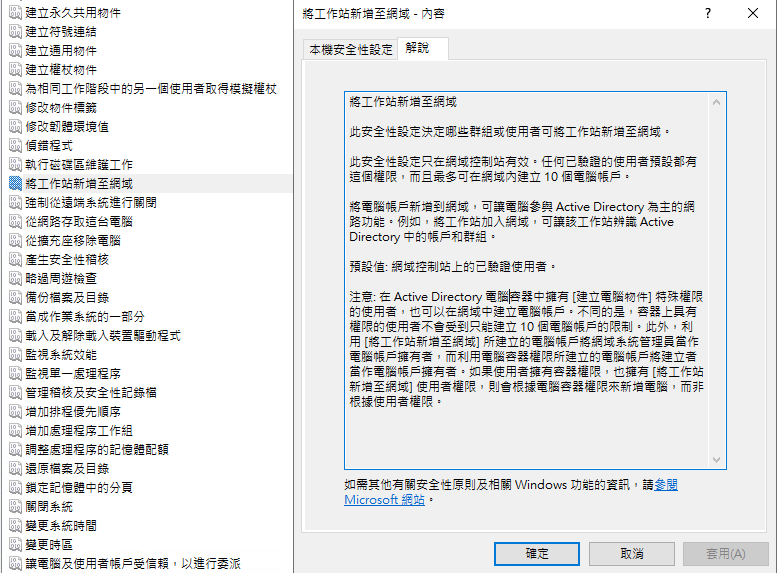 建立永久共用物件
建立符號連結
建立通用物件
建立權杖物件
為相同工作階段中的另一個使用者取得模擬權杖
修改物件標籤
修改韌體環境值
偵錯程式
執行磁碟區維護工作
將工作站新增至網域
強制從遠端系統進行關閉
從網路存取這台電腦
從擴充座移除電腦
產生安全性稽核
略過周遊檢查
備份檔案及目錄
當成作業系統的一部分
載入及解除載入裝置驅動程式
監視系統效能
監視單一處理程序
管理稽核及安全性記錄檔
增加排程優先順序
增加處理程序工作組
調整處理程序的記憶體配額
還原檔案及目錄
鎖定記憶體中的分頁
關閉系統
變更系統時間
變更時區
讓電腦及使用者帳戶受信賴，以進行委派
將工作站新增至網域 - 內容
?
本機安全性設定
解說
將工作站新增至網域
此安全性設定決定哪些群組或使用者可將工作站新增至網域。
此安全性設定只在網域控制站有效。任何已驗證的使用者預設都有
這個權限，而且最多可在網域內建立 10 個電腦帳戶。
將電腦帳戶新增到網域，可讓電腦參與 Active Directory 為主的網
路功能。例如，將工作站加入網域，可讓該工作站辨識 Active
Directory 中的帳戶和群組。
預設值: 網域控制站上的已驗證使用者。
注意: 在 Active Directory 電腦容器中擁有 [建立電腦物件] 特殊權限
的使用者，也可以在網域中建立電腦帳戶。不同的是，容器上具有
權限的使用者不會受到只能建立 10 個電腦帳戶的限制。此外，利
用 [將工作站新增至網域] 所建立的電腦帳戶將網域系統管理員當作
電腦帳戶擁有者，而利用電腦容器權限所建立的電腦帳戶將建立者
當作電腦帳戶擁有者。如果使用者擁有容器權限，也擁有 [將工作站
新增至網域] 使用者權限，則會根據電腦容器權限來新增電腦，而非
根據使用者權限。
如需其他有關安全性原則及相關 Windows 功能的資訊，請參閱
Microsoft 網站。
確定
取消
套用(A)